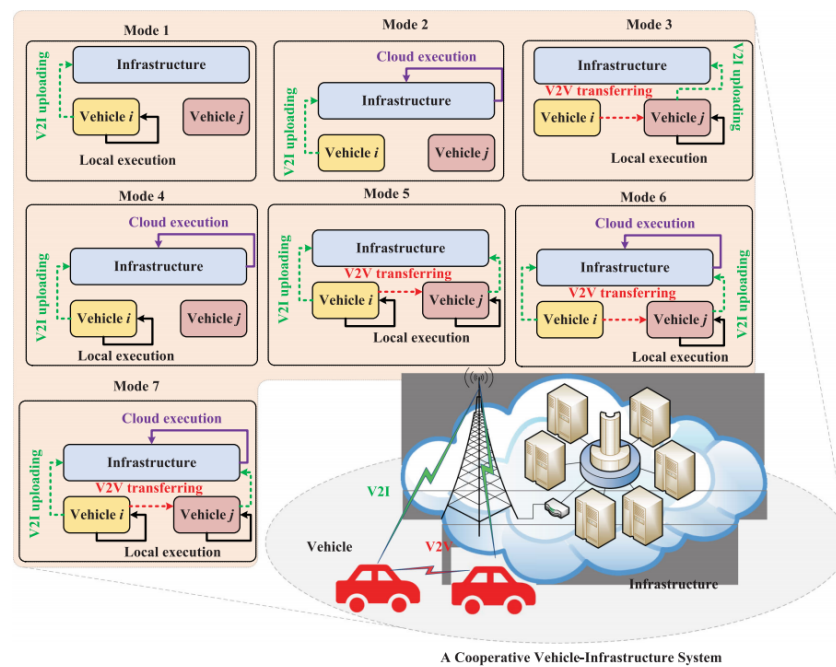 Mode 1
Infrastructure
V2I uploading
Vehicle i
Vehicle j
Local execution
Mode 2
Cloud execution
Infrastructure
V2I uploading
Vehicle i
Vehicle j
Mode 3
Infrastructure
V2V transferring
V2I uploading
Vehicle i
Vehicle j
Local execution
Mode 4
Cloud execution
Infrastructure
V2I uploading
Vehicle i
Vehicle j
Local execution
Mode 5
Infrastructure
V2V transferring
V2I uploading
Vehicle i
Vehicle j
Local execution
Mode 6
Cloud execution
Infrastructure
V2I uploading
V2V transferring
Vehicle i
Vehicle j
V2I uploading
Local execution
Mode 7
Cloud execution
Infrastructure
V2I uploading
V2V transferring
Vehicle i
Vehicle j
Local execution
V2I
Vehicle
V2V
Infrastructure
A Cooperative Vehicle-Infrastructure System